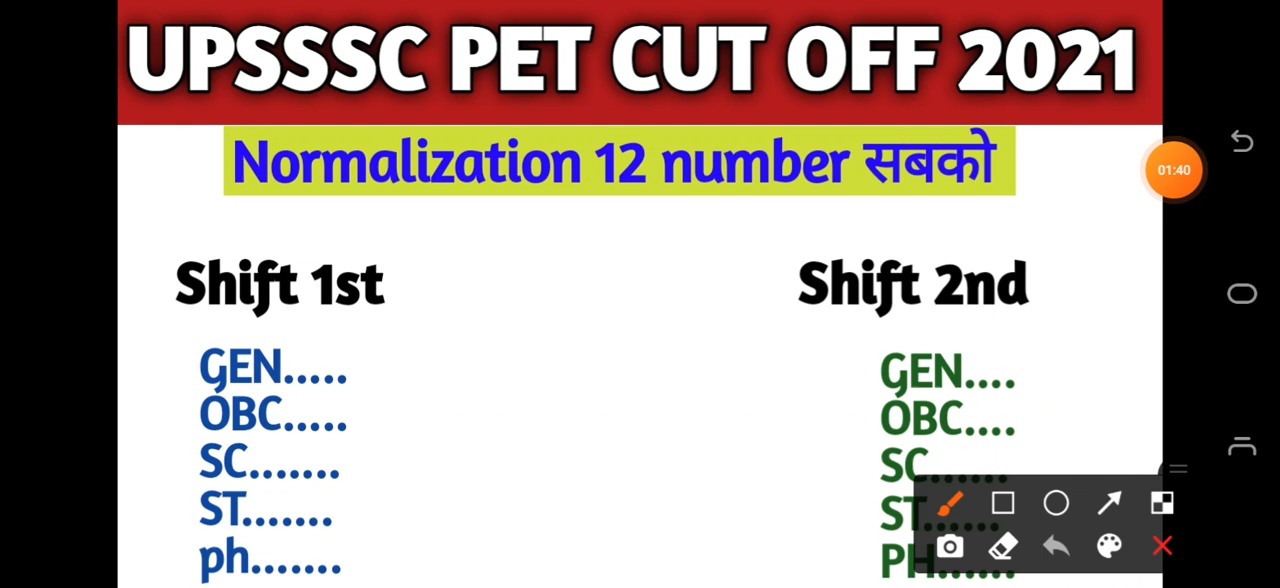 UPSSSC PET CUT OFF 2021
Normalization 12 number सबको
01:40
Shift 1st
GEN.....
OBC.....
SC.......
ST.......
ph.......
Shift 2nd
GEN....
OBC....
SC.......
ST......
PH.......